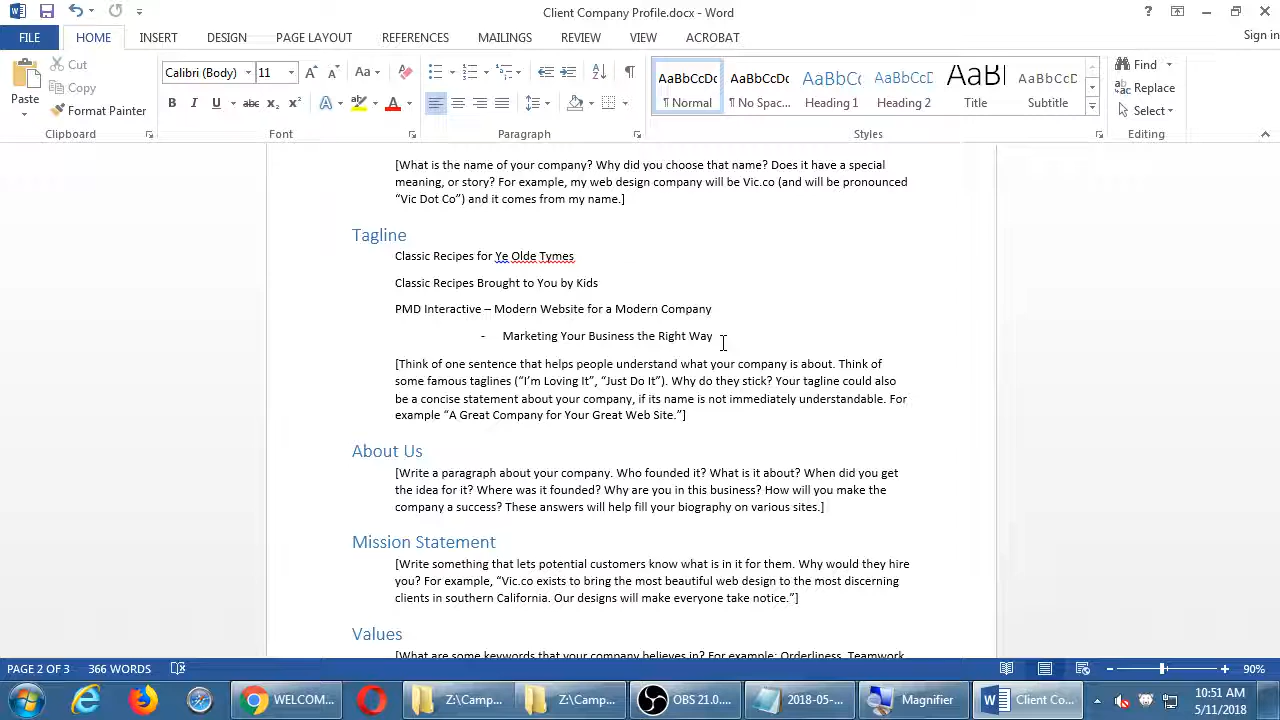 Client Company Profile.docx - Word
FILE HOME INSERT DESIGN PAGE LAYOUT REFERENCES MAILINGS REVIEW VIEW ACROBAT Sign in
Cut
Copy
Format Painter
Paste
Clipboard
Calibri (Body) 11
Font
Paragraph
AaBbCcDc AaBbCcDc AaBbCc AaBbCcD AaB AaBbCcD
¶ Normal ¶ No Spac... Heading 1 Heading 2 Title Subtitle
Styles
Find
Replace
Select
Editing
[What is the name of your company? Why did you choose that name? Does it have a special
meaning, or story? For example, my web design company will be Vic.co (and will be pronounced
“Vic Dot Co”) and it comes from my name.]
Tagline
Classic Recipes for Ye Olde Tymes
Classic Recipes Brought to You by Kids
PMD Interactive – Modern Website for a Modern Company
- Marketing Your Business the Right Way
[Think of one sentence that helps people understand what your company is about. Think of
some famous taglines (“I’m Loving It”, “Just Do It”). Why do they stick? Your tagline could also
be a concise statement about your company, if its name is not immediately understandable. For
example “A Great Company for Your Great Web Site.”]
About Us
[Write a paragraph about your company. Who founded it? What is it about? When did you get
the idea for it? Where was it founded? Why are you in this business? How will you make the
company a success? These answers will help fill your biography on various sites.]
Mission Statement
[Write something that lets potential customers know what is in it for them. Why would they hire
you? For example, “Vic.co exists to bring the most beautiful web design to the most discerning
clients in southern California. Our designs will make everyone take notice.”]
Values
[What are some keywords that your company believes in? For example: Orderliness, Teamwork,
PAGE 2 OF 3 366 WORDS 90%
WELCOM... Z:\Camp... Z:\Camp... OBS 21.0.... 2018-05-... Magnifier Client Co...
10:51 AM
5/11/2018